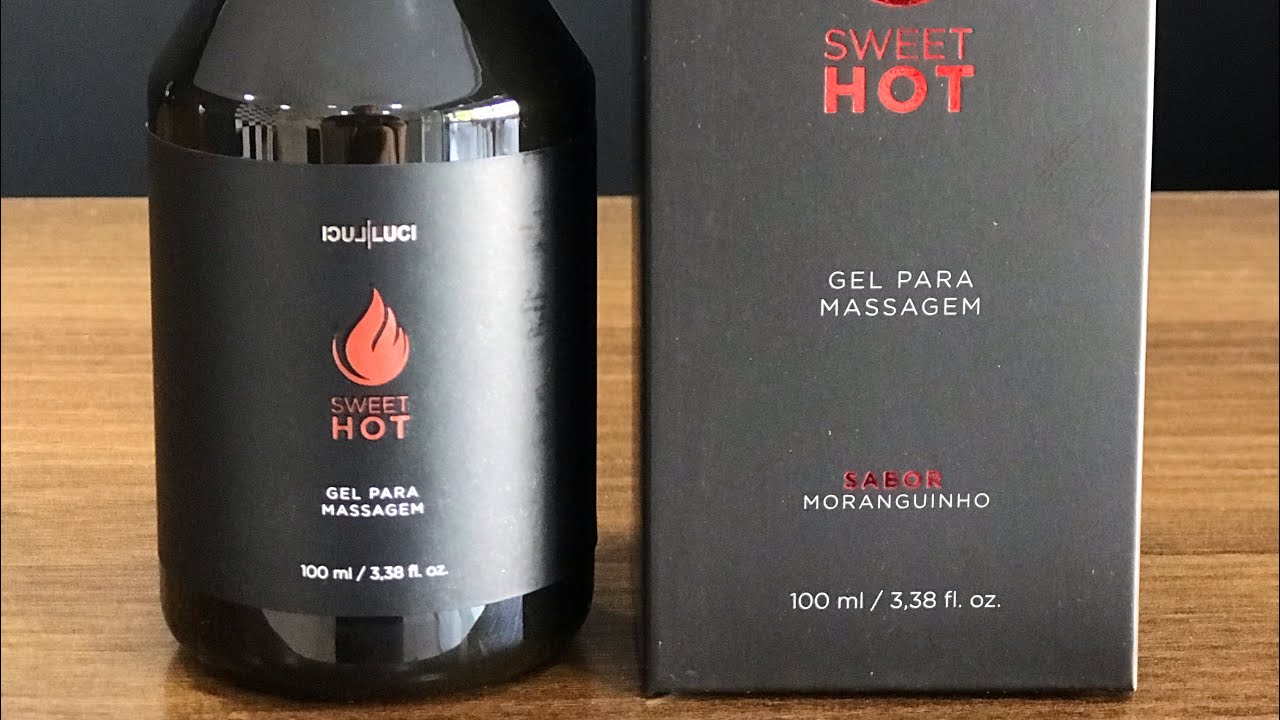 ICUL|LUCI
SWEET
HOT
GEL PARA
MASSAGEM
100 ml / 3,38 fl. oz.
SWEET
HOT
GEL PARA
MASSAGEM
SABOR
MORANGUINHO
100 ml / 3,38 fl. oz.